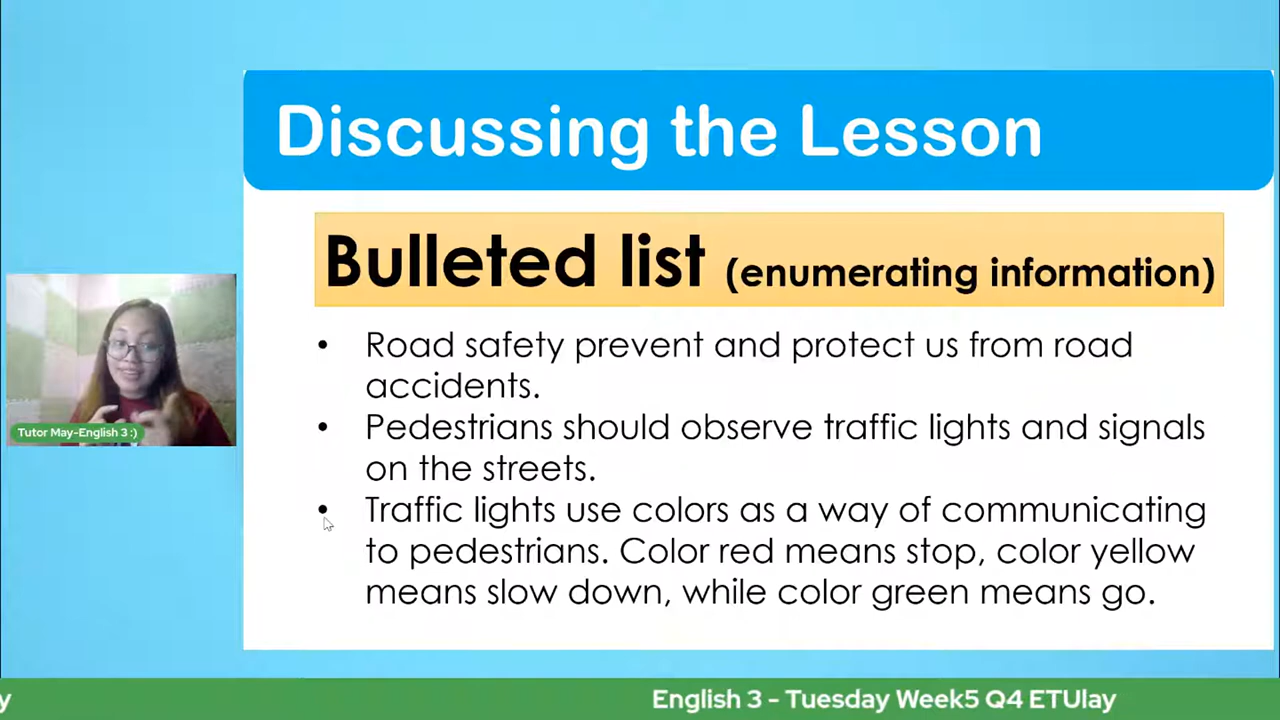 Discussing the Lesson
Bulleted list (enumerating information)
• Road safety prevent and protect us from road
accidents.
• Pedestrians should observe traffic lights and signals
on the streets.
• Traffic lights use colors as a way of communicating
to pedestrians. Color red means stop, color yellow
means slow down, while color green means go.
Tutor May-English 3 :)
English 3 - Tuesday Week5 Q4 ETUlay